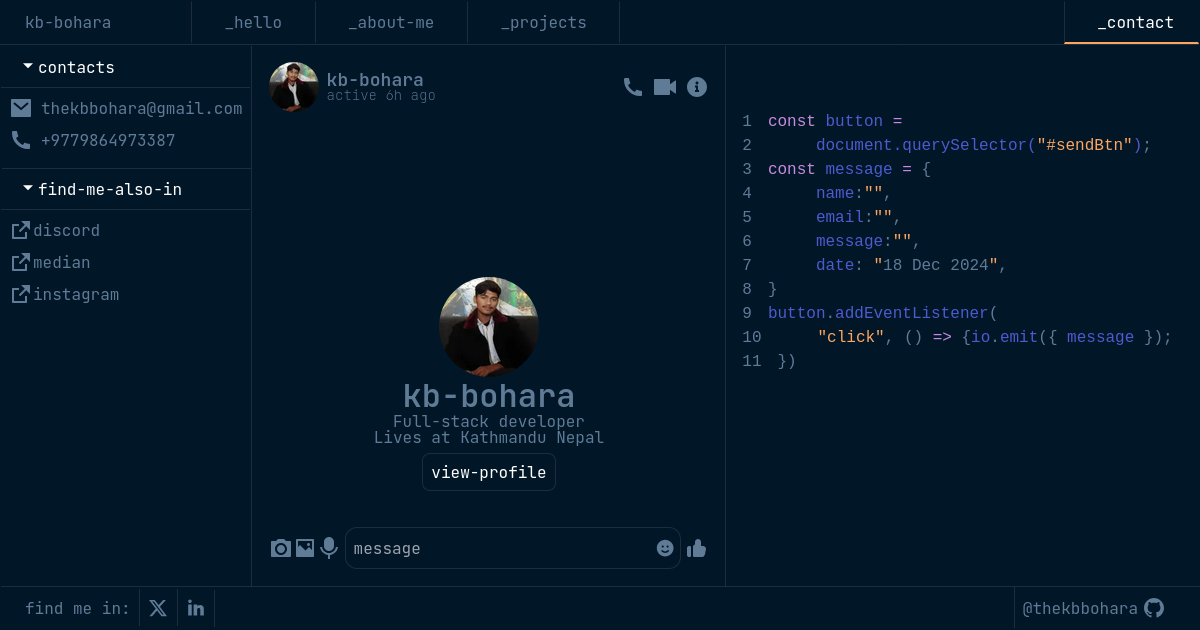 kb-bohara
_hello
_about-me
_projects
_contact
contacts
thekbbohara@gmail.com
+9779864973387
find-me-also-in
discord
median
instagram
kb-bohara
active 6h ago
kb-bohara
Full-stack developer
Lives at Kathmandu Nepal
view-profile
message
1 const button =
2 document.querySelector("#sendBtn");
3 const message = {
4 name:"",
5 email:"",
6 message:"",
7 date: "18 Dec 2024",
8 }
9 button.addEventListener(
10 "click", () => {io.emit({ message });
11 })
find me in:
@thekbbohara